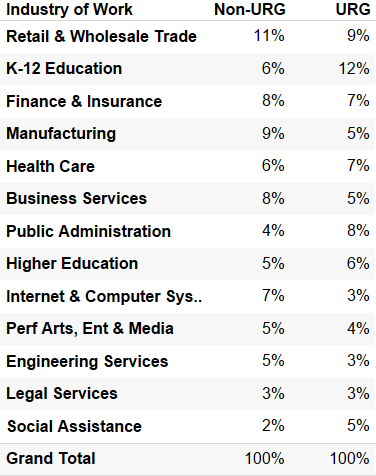 Industry of Work Non-URG URG
Retail & Wholesale Trade 11% 9%
K-12 Education 6% 12%
Finance & Insurance 8% 7%
Manufacturing 9% 5%
Health Care 6% 7%
Business Services 8% 5%
Public Administration 4% 8%
Higher Education 5% 6%
Internet & Computer Sys.. 7% 3%
Perf Arts, Ent & Media 5% 4%
Engineering Services 5% 3%
Legal Services 3% 3%
Social Assistance 2% 5%
Grand Total 100% 100%